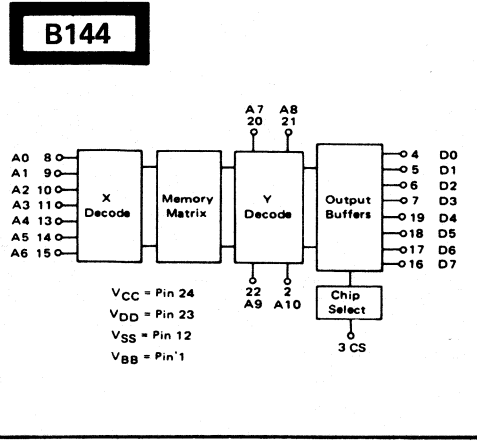 B144
A7 A8
20 21
A0 8
A1 9
A2 10
A3 11
A4 13
A5 14
A6 15
X
Decode
Memory
Matrix
Y
Decode
Output
Buffers
4 D0
5 D1
6 D2
7 D3
19 D4
18 D5
17 D6
16 D7
22 2
A9 A10
Chip
Select
3 CS
VCC = Pin 24
VDD = Pin 23
VSS = Pin 12
VBB = Pin 1